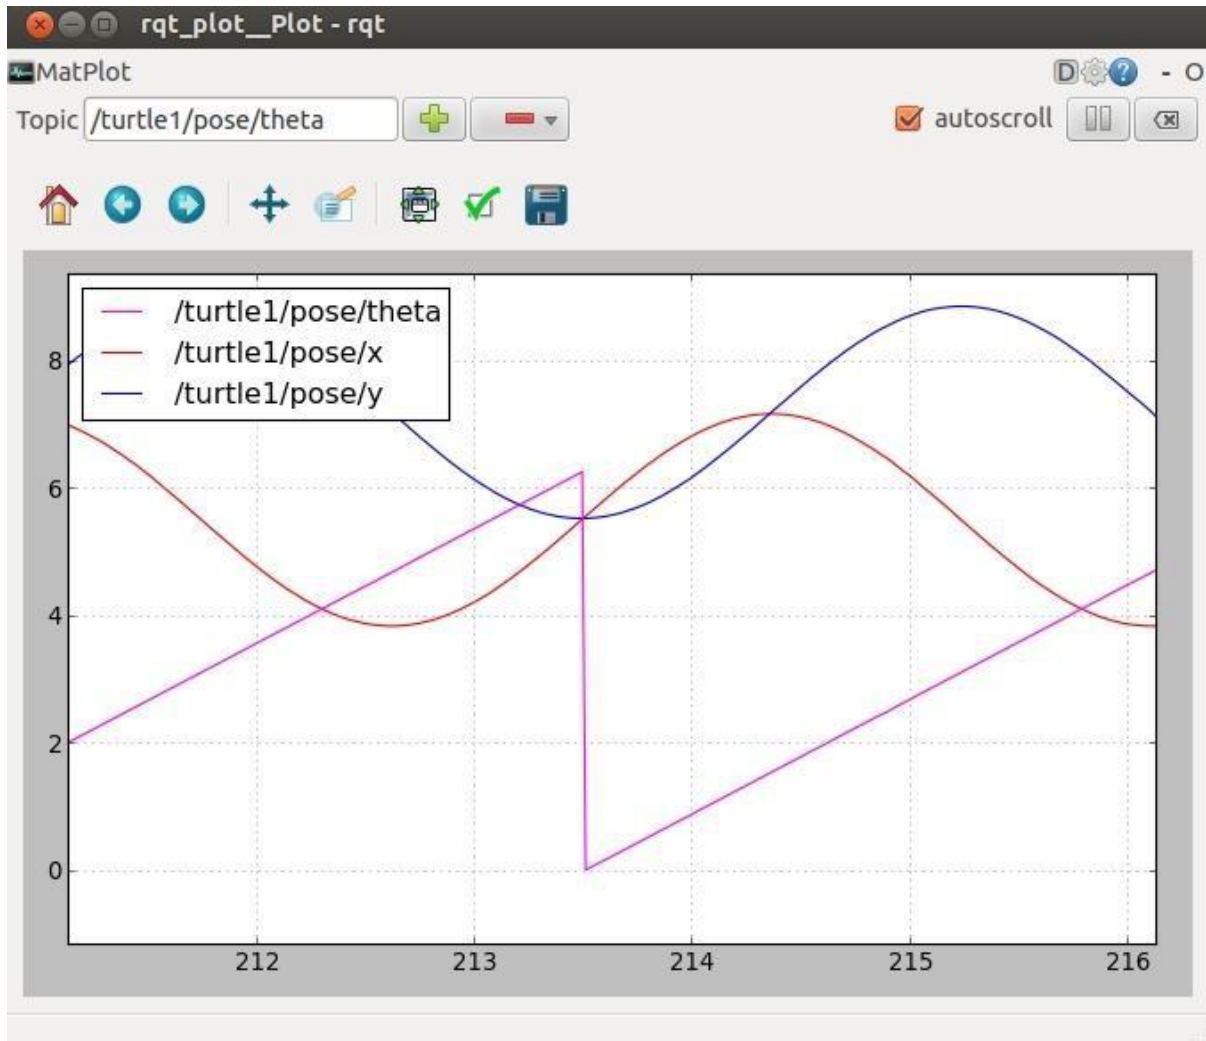 rqt_plot__Plot - rqt
MatPlot
D ? - O
Topic /turtle1/pose/theta autoscroll
/turtle1/pose/theta
/turtle1/pose/x
/turtle1/pose/y
8
6
4
2
0
212 213 214 215 216